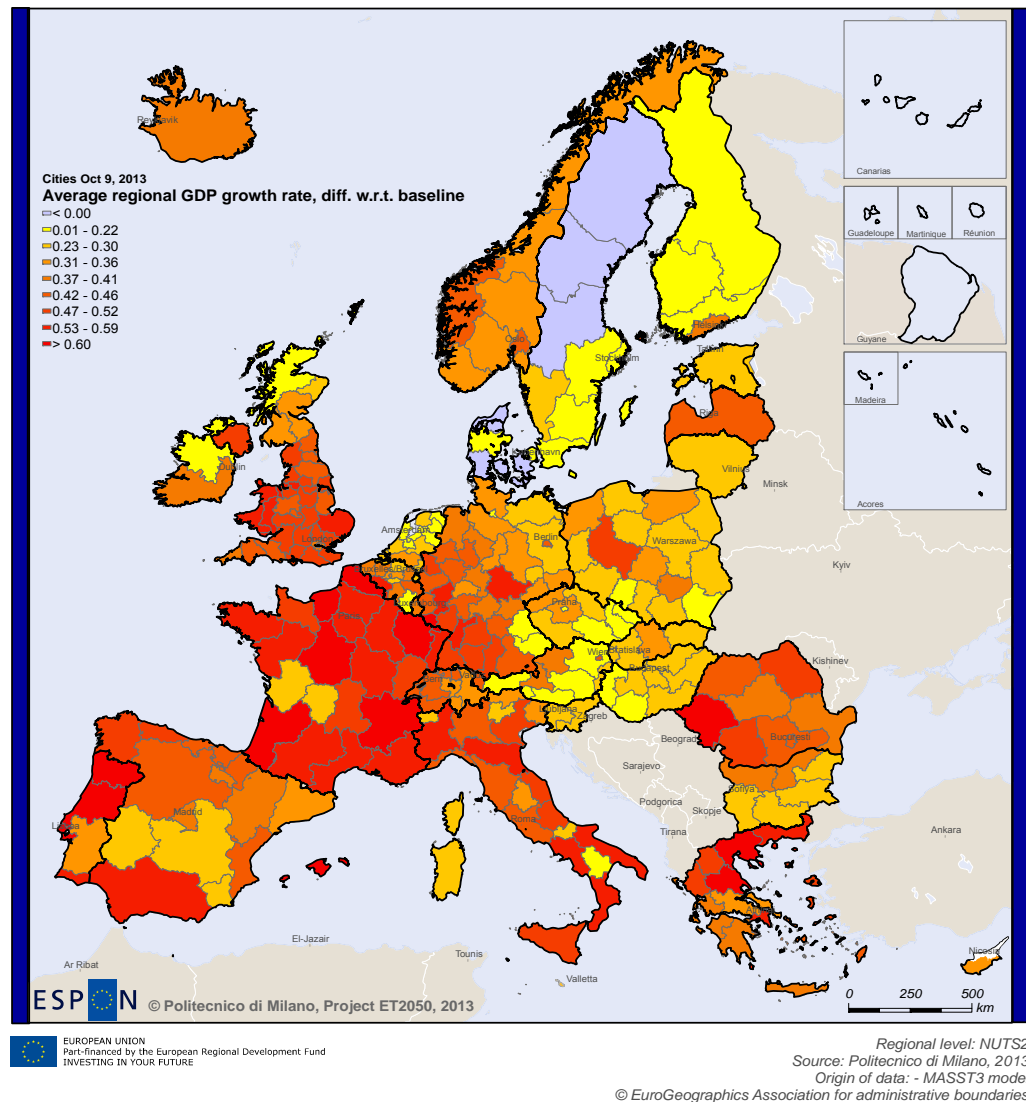 Canarias
Guadeloupe
Martinique
Réunion
Guyane
Madeira
Acores
Cities Oct 9, 2013
Average regional GDP growth rate, diff. w.r.t. baseline
< 0.00
0.01 - 0.22
0.23 - 0.30
0.31 - 0.36
0.37 - 0.41
0.42 - 0.46
0.47 - 0.52
0.53 - 0.59
> 0.60
Reykjavik
Oslo
Stockholm
Tallinn
Riga
Vilnius
Minsk
Dublin
London
Amsterdam
Berlin
Warszawa
Kyiv
Praha
Wien
Bratislava
Budapest
Kishinev
Bern
Ljubljana
Zagreb
Beograd
Bucuresti
Sarajevo
Sofiya
Podgorica
Skopje
Tirana
Roma
Madrid
Ankara
Nicosia
El-Jazair
Tounis
Ar Ribat
Valletta
ESPON
© Politecnico di Milano, Project ET2050, 2013
0 250 500
km
EUROPEAN UNION
Part-financed by the European Regional Development Fund
INVESTING IN YOUR FUTURE
Regional level: NUTS2
Source: Politecnico di Milano, 2013
Origin of data: - MASST3 model
© EuroGeographics Association for administrative boundaries